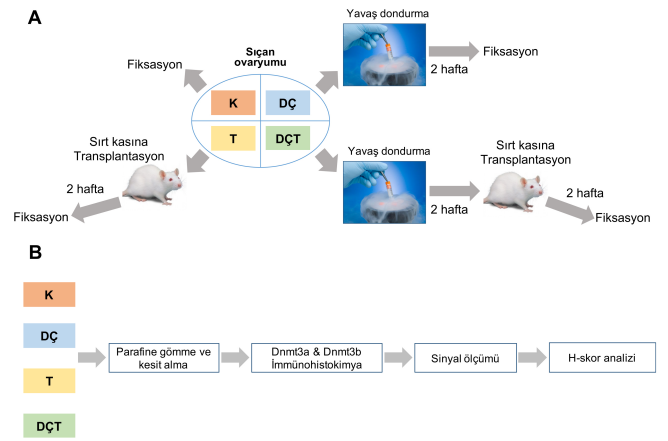 A
Sıçan
ovaryumu
Fiksasyon
K
DÇ
T
DÇT
Yavaş dondurma
2 hafta
Fiksasyon
Sırt kasına
Transplantasyon
2 hafta
Fiksasyon
Yavaş dondurma
2 hafta
Sırt kasına
Transplantasyon
2 hafta
Fiksasyon
B
K
DÇ
T
DÇT
Parafine gömme ve
kesit alma
Dnmt3a & Dnmt3b
İmmünohistokimya
Sinyal ölçümü
H-skor analizi